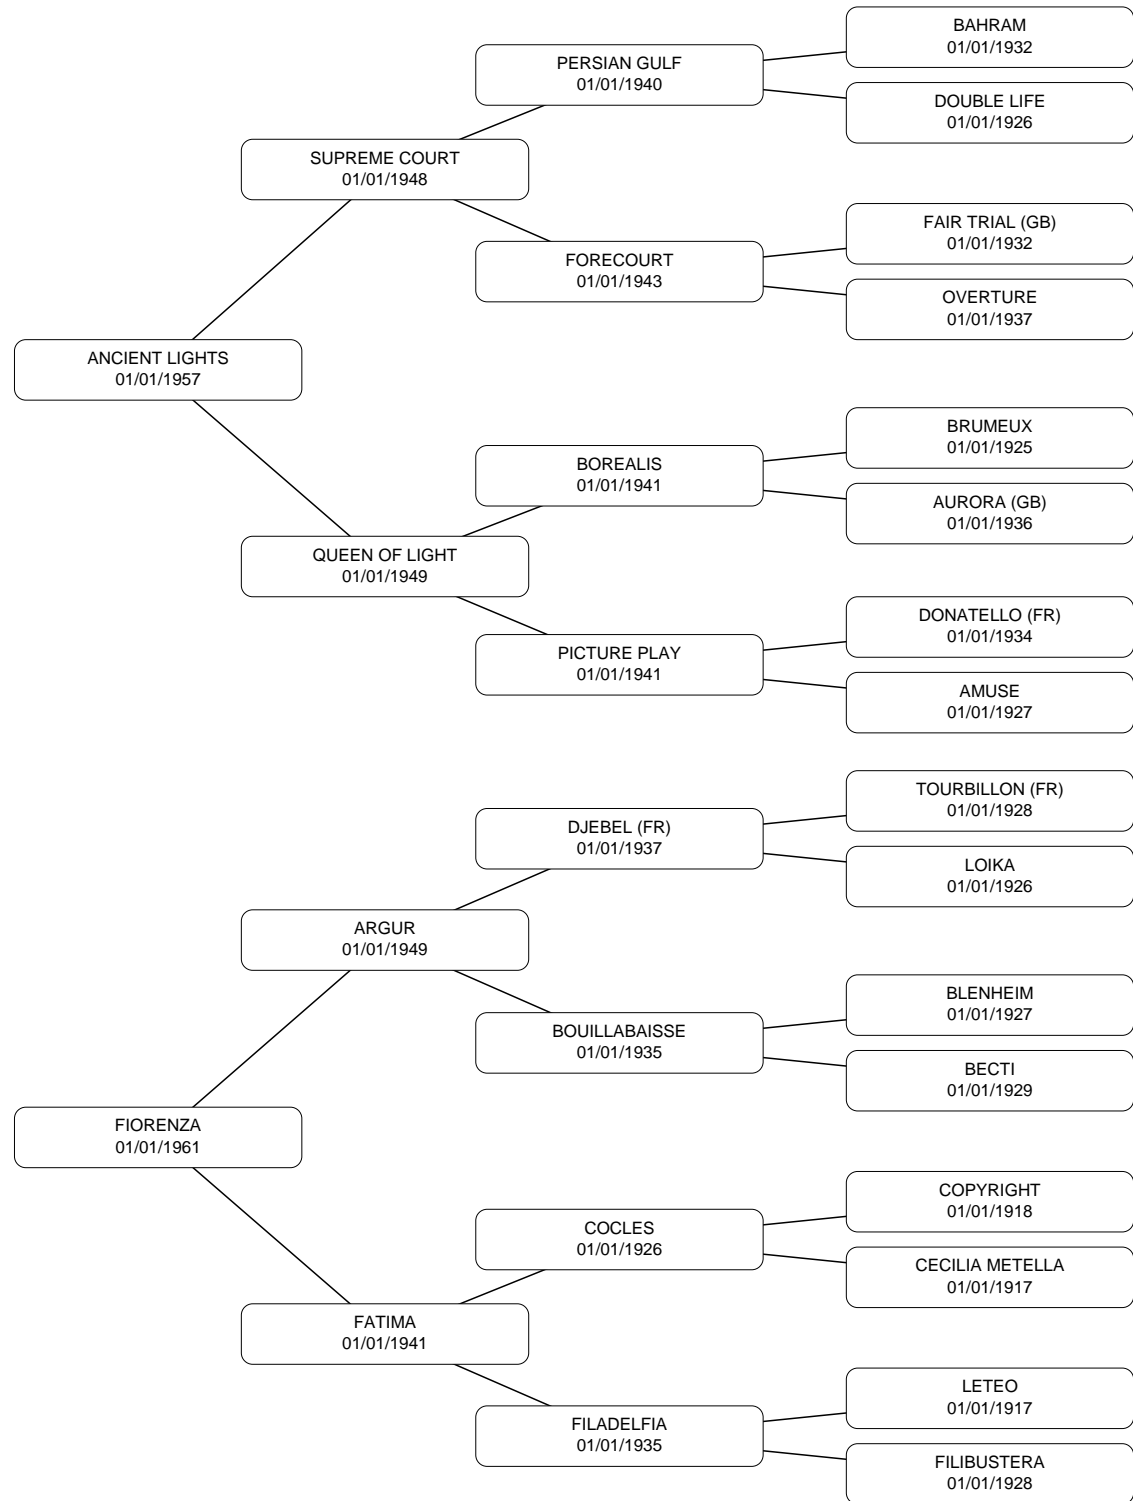 BAHRAM
01/01/1932
PERSIAN GULF
01/01/1940
DOUBLE LIFE
01/01/1926
SUPREME COURT
01/01/1948
FAIR TRIAL (GB)
01/01/1932
FORECOURT
01/01/1943
OVERTURE
01/01/1937
ANCIENT LIGHTS
01/01/1957
BRUMEUX
01/01/1925
BOREALIS
01/01/1941
AURORA (GB)
01/01/1936
QUEEN OF LIGHT
01/01/1949
DONATELLO (FR)
01/01/1934
PICTURE PLAY
01/01/1941
AMUSE
01/01/1927
TOURBILLON (FR)
01/01/1928
DJEBEL (FR)
01/01/1937
LOIKA
01/01/1926
ARGUR
01/01/1949
BLENHEIM
01/01/1927
BOUILLABAISSE
01/01/1935
BECTI
01/01/1929
FIORENZA
01/01/1961
COPYRIGHT
01/01/1918
COCLES
01/01/1926
CECILIA METELLA
01/01/1917
FATIMA
01/01/1941
LETEO
01/01/1917
FILADELFIA
01/01/1935
FILIBUSTERA
01/01/1928